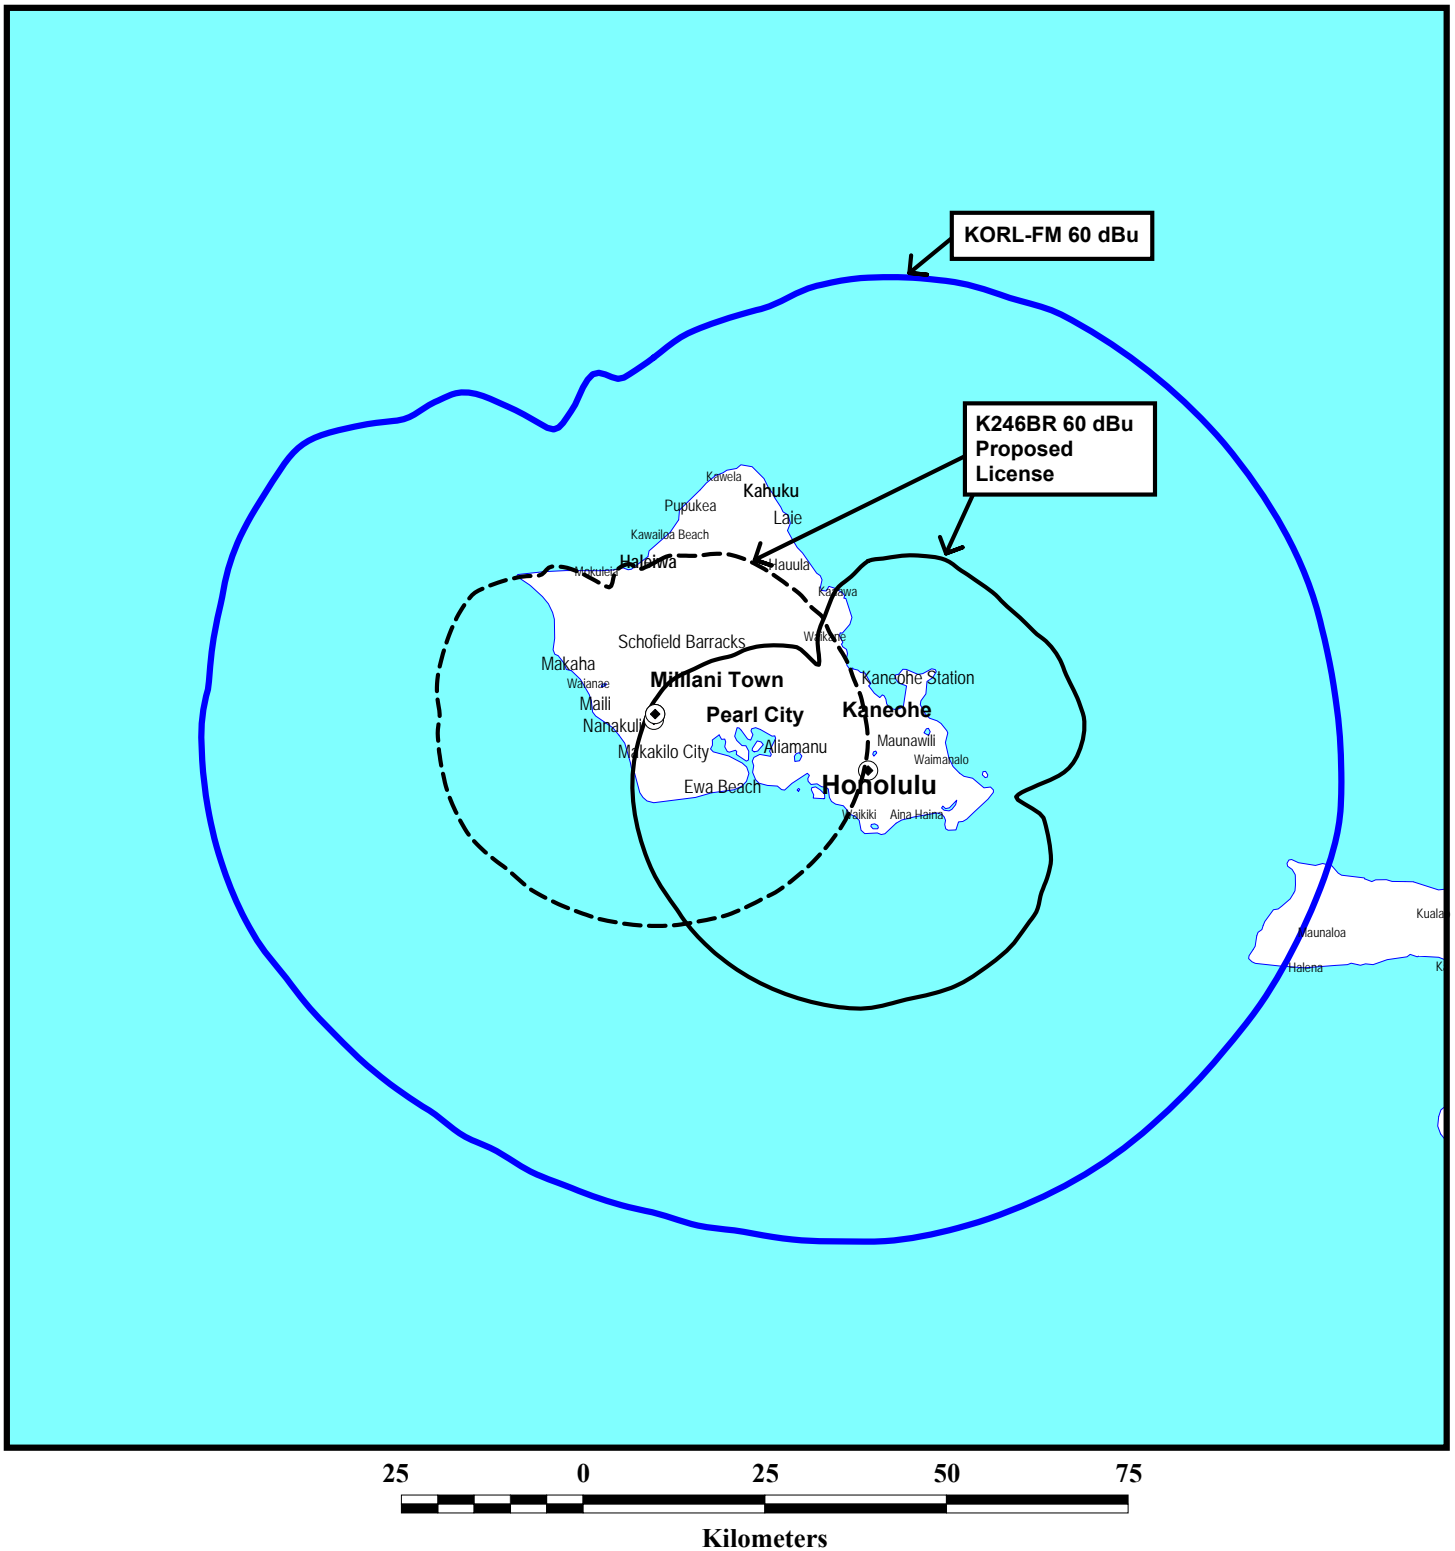 KORL-FM 60 dBu
K246BR 60 dBu
Proposed
License
Kawela
Kahuku
Pupukea
Laie
Kawailoa Beach
Haleiwa
Hauula
Mokuleia
Kaaawa
Waikane
Schofield Barracks
Makaha
Waianae
Mililani Town
Kaneohe Station
Maili
Pearl City
Kaneohe
Nanakuli
Maunawili
Makakilo City
Aliamanu
Waimanalo
Ewa Beach
Honolulu
Waikiki
Aina Haina
Kuala
Maunaloa
Halena
K
25 0 25 50 75
Kilometers